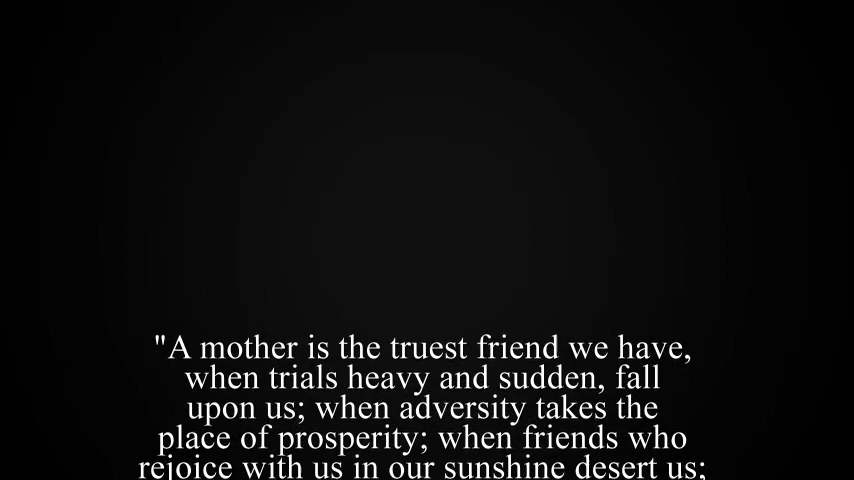 "A mother is the truest friend we have,
when trials heavy and sudden, fall
upon us; when adversity takes the
place of prosperity; when friends who
rejoice with us in our sunshine desert us;